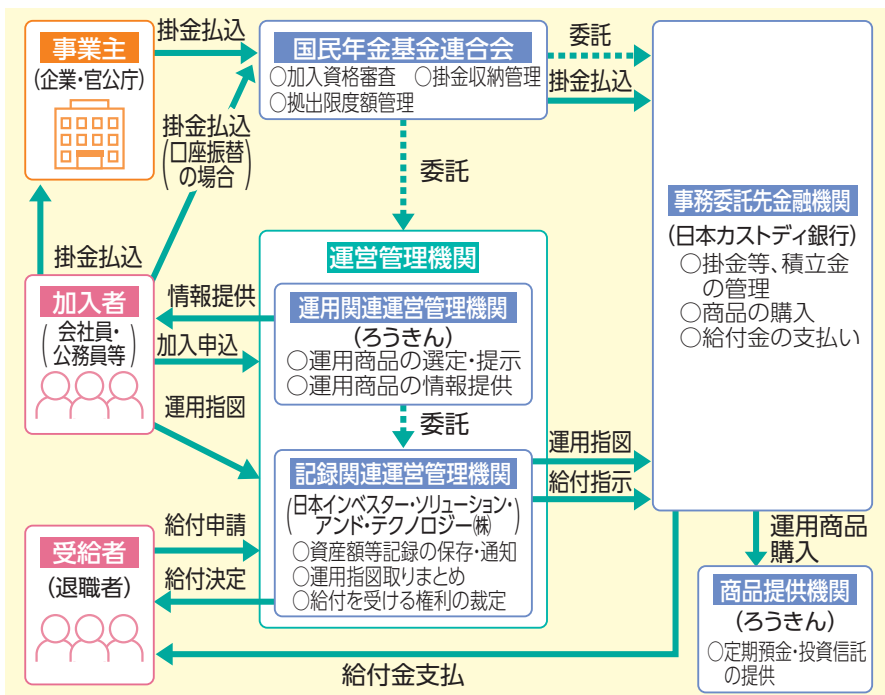 事業主
(企業・官公庁)
掛金払込
国民年金基金連合会
○加入資格審査　○掛金収納管理
○拠出限度額管理
委託
掛金払込
掛金払込
(口座振替
の場合)
委託
掛金払込
事務委託先金融機関
(日本カストディ銀行)
○掛金等、積立金
の管理
○商品の購入
○給付金の支払い
加入者
(会社員・
公務員等)
情報提供
加入申込
運用指図
運営管理機関
運用関連運営管理機関
(ろうきん)
○運用商品の選定・提示
○運用商品の情報提供
委託
記録関連運営管理機関
(日本インベスター・ソリューション・
アンド・テクノロジー㈱)
○資産額等記録の保存・通知
○運用指図取りまとめ
○給付を受ける権利の裁定
運用指図
給付指示
受給者
(退職者)
給付申請
給付決定
給付金支払
運用商品
購入
商品提供機関
(ろうきん)
○定期預金・投資信託
の提供